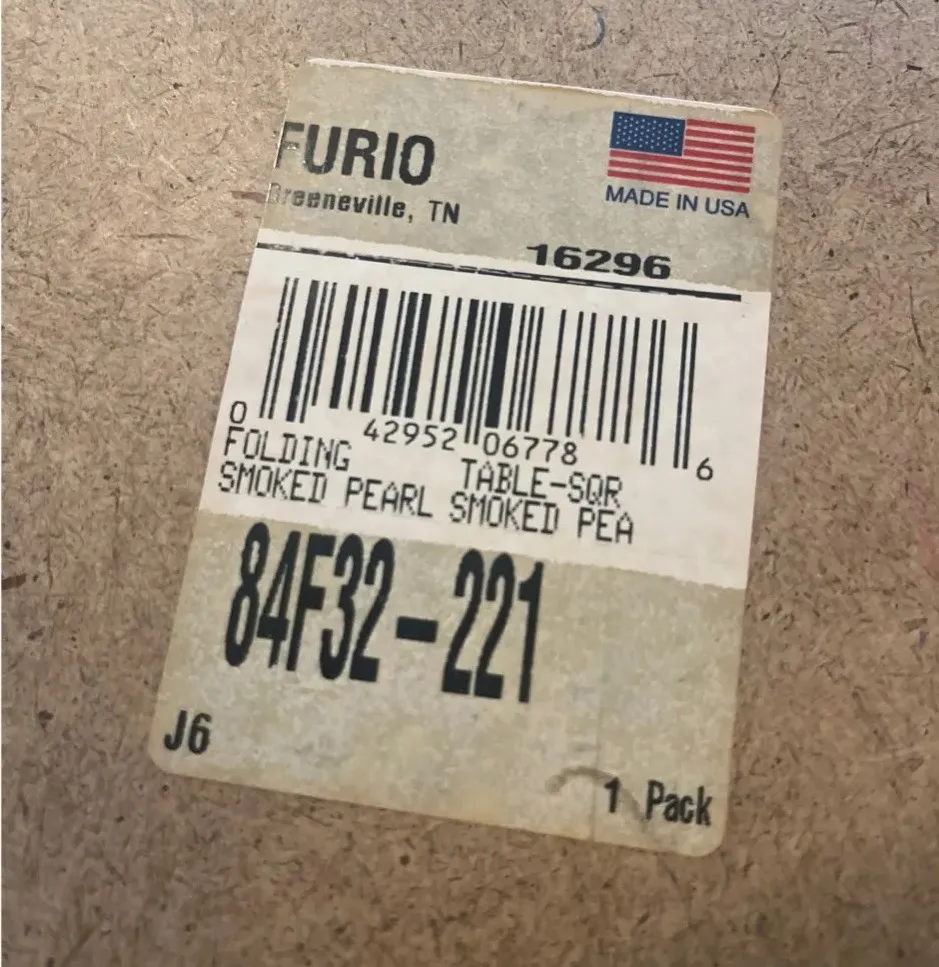 FURIO
Greeneville, TN
MADE IN USA
16296
0 42952 06778 6
FOLDING TABLE-SQR
SMOKED PEARL SMOKED PEA
84F32-221
J6
1 Pack